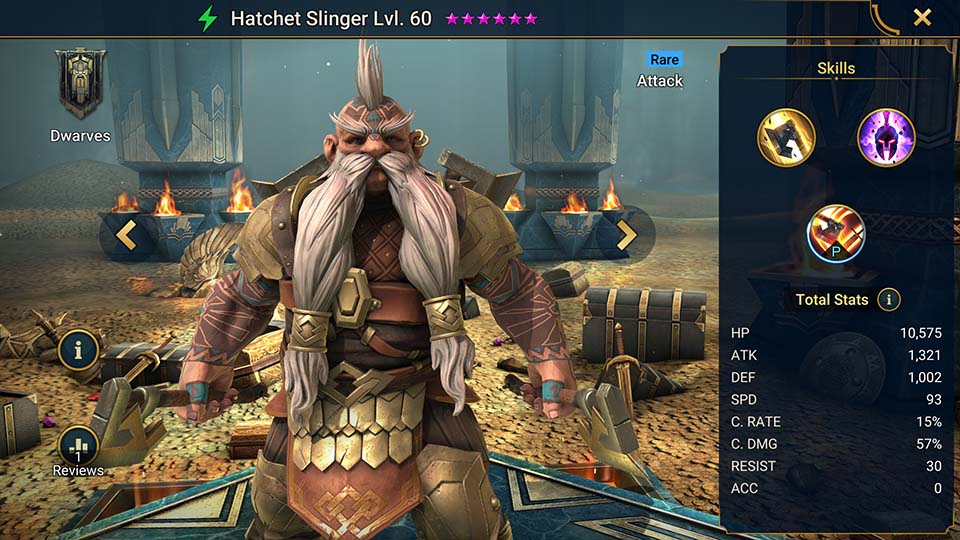 Hatchet Slinger Lvl. 60
Dwarves
Rare
Attack
Skills
P
Total Stats
i
HP 10,575
ATK 1,321
DEF 1,002
SPD 93
C. RATE 15%
C. DMG 57%
RESIST 30
ACC 0
i
1
Reviews